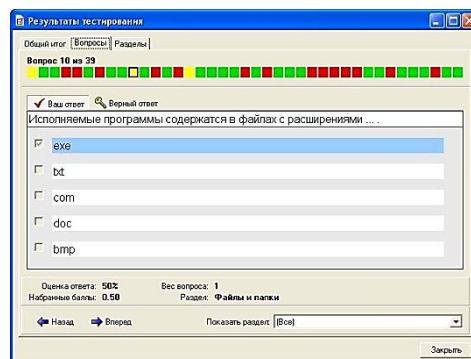 Результаты тестирования
Общий итог Вопросы Разделы
Вопрос 10 из 39
Ваш ответ Верный ответ
Исполняемые программы содержатся в файлах с расширениями ... .
exe
txt
com
doc
bmp
Оценка ответа: 50% Вес вопроса: 1
Набранные баллы: 0.50 Раздел: Файлы и папки
Назад Вперед Показать раздел: (Все)
Закрыть